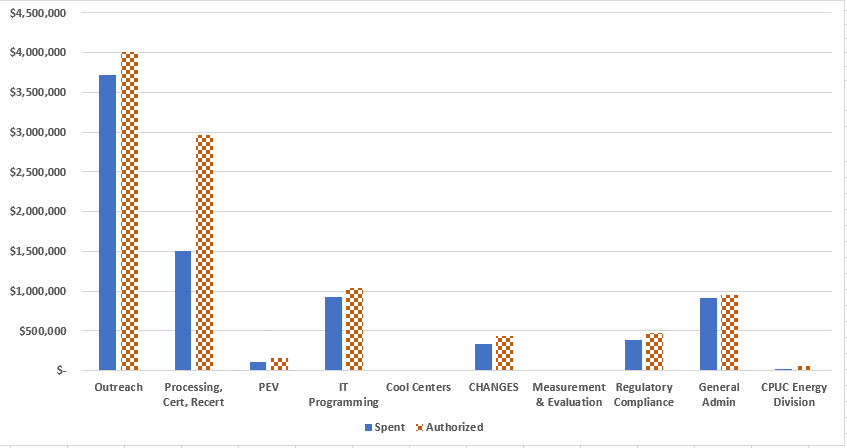 $4,500,000
$4,000,000
$3,500,000
$3,000,000
$2,500,000
$2,000,000
$1,500,000
$1,000,000
$500,000
$-
Outreach
Processing,
Cert, Recert
PEV
IT
Programming
Cool Centers
CHANGES
Measurement
& Evaluation
Regulatory
Compliance
General
Admin
CPUC Energy
Division
Spent
Authorized